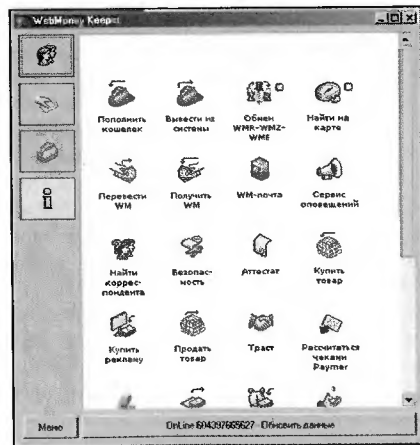 WebMoney Keeper
Пополнить
кошелек
Вывести из
системы
Обмен
WMR-WMZ-
WME
Найти на
карте
Перевести
WM
Получить
WM
WM-почта
Сервис
оповещений
Найти
коррес-
пондента
Безопас-
ность
Аттестат
Купить
товар
Купить
рекламу
Продать
товар
Траст
Рассчитаться
чеками
Paymer
Меню
OnLine 604397665627 Обновить данные